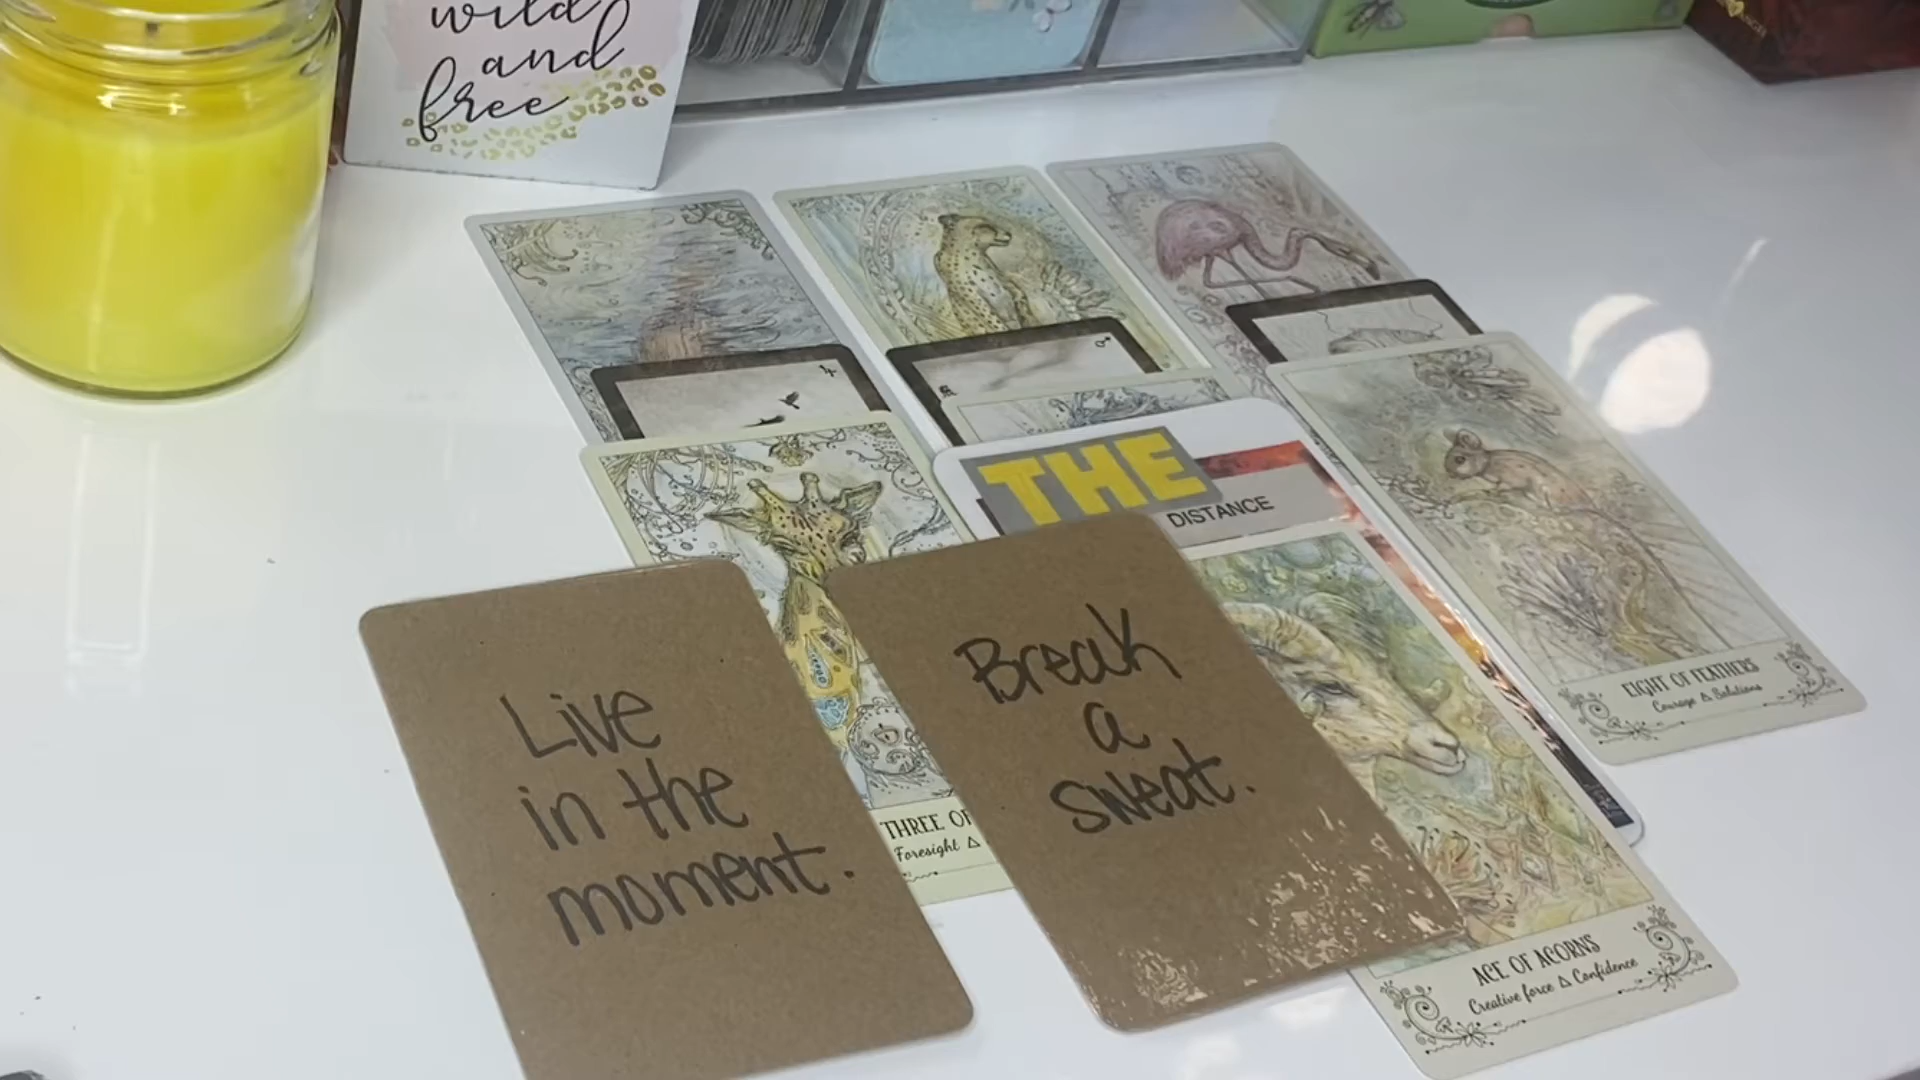 wild
and
free
THE
DISTANCE
EIGHT OF FEATHERS
Courage Δ Solutions
Live
in the
moment.
Break
a
sweat.
THREE OF
Foresight Δ
ACE OF ACORNS
Creative force Δ Confidence